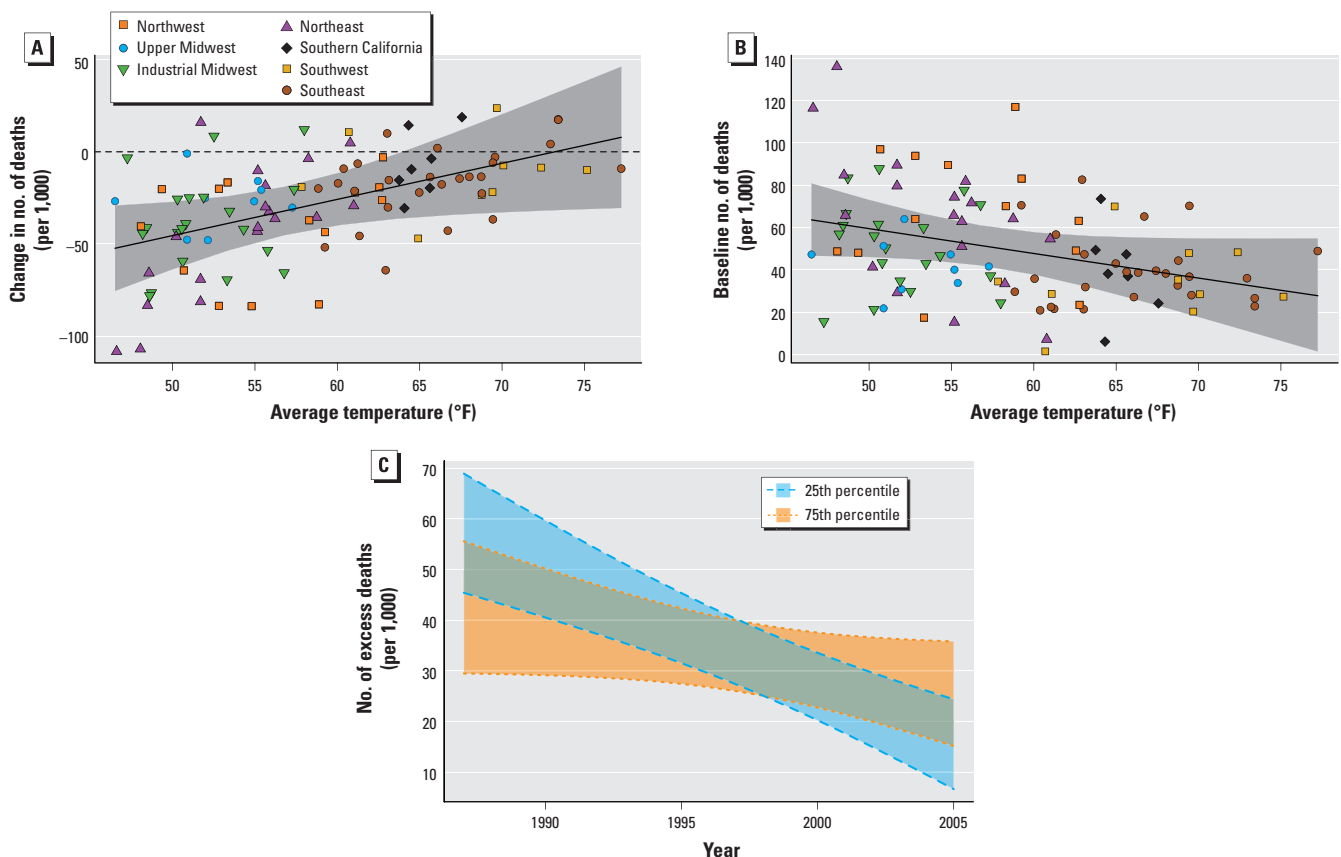 A
Northwest
Northeast
Upper Midwest
Southern California
Industrial Midwest
Southwest
Southeast
50
0
–50
–100
Change in no. of deaths
(per 1,000)
50
55
60
65
70
75
Average temperature (°F)
B
140
120
100
80
60
40
20
0
Baseline no. of deaths
(per 1,000)
50
55
60
65
70
75
Average temperature (°F)
C
70
60
50
40
30
20
10
No. of excess deaths
(per 1,000)
25th percentile
75th percentile
1990
1995
2000
2005
Year